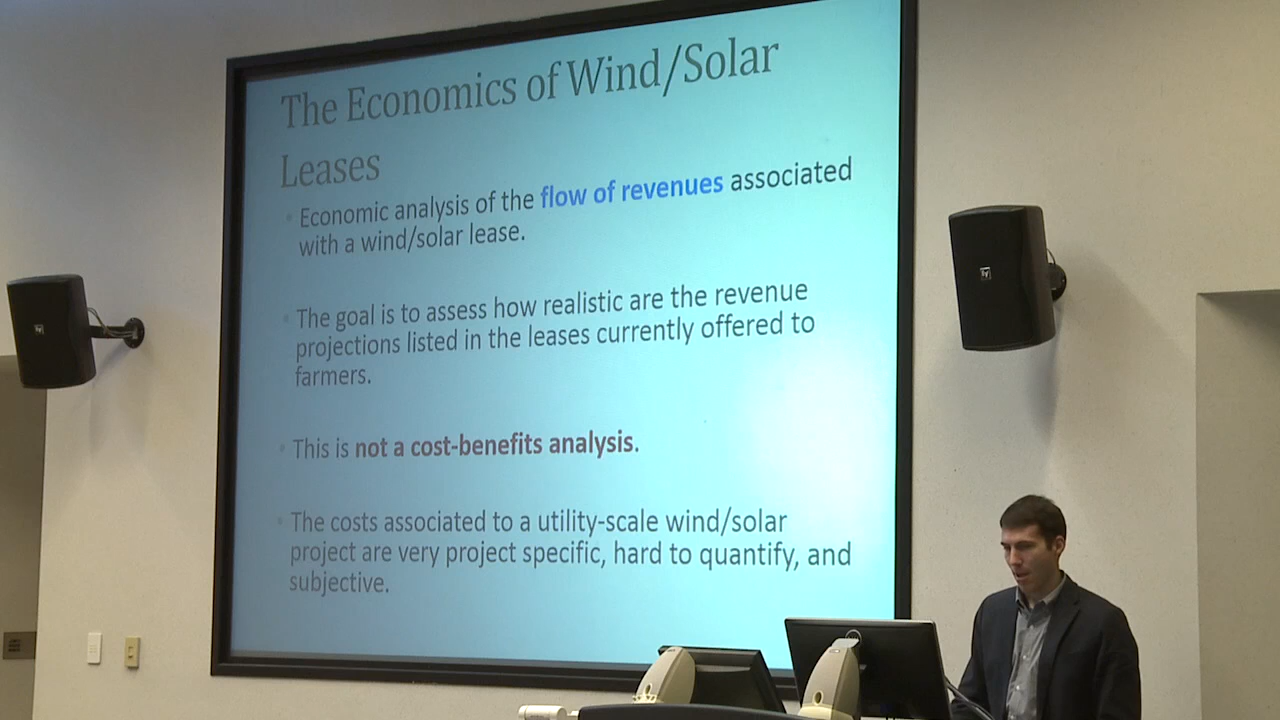 The Economics of Wind/Solar
Leases
Economic analysis of the flow of revenues associated
with a wind/solar lease.
The goal is to assess how realistic are the revenue
projections listed in the leases currently offered to
farmers.
This is not a cost-benefits analysis.
The costs associated to a utility-scale wind/solar
project are very project specific, hard to quantify, and
subjective.